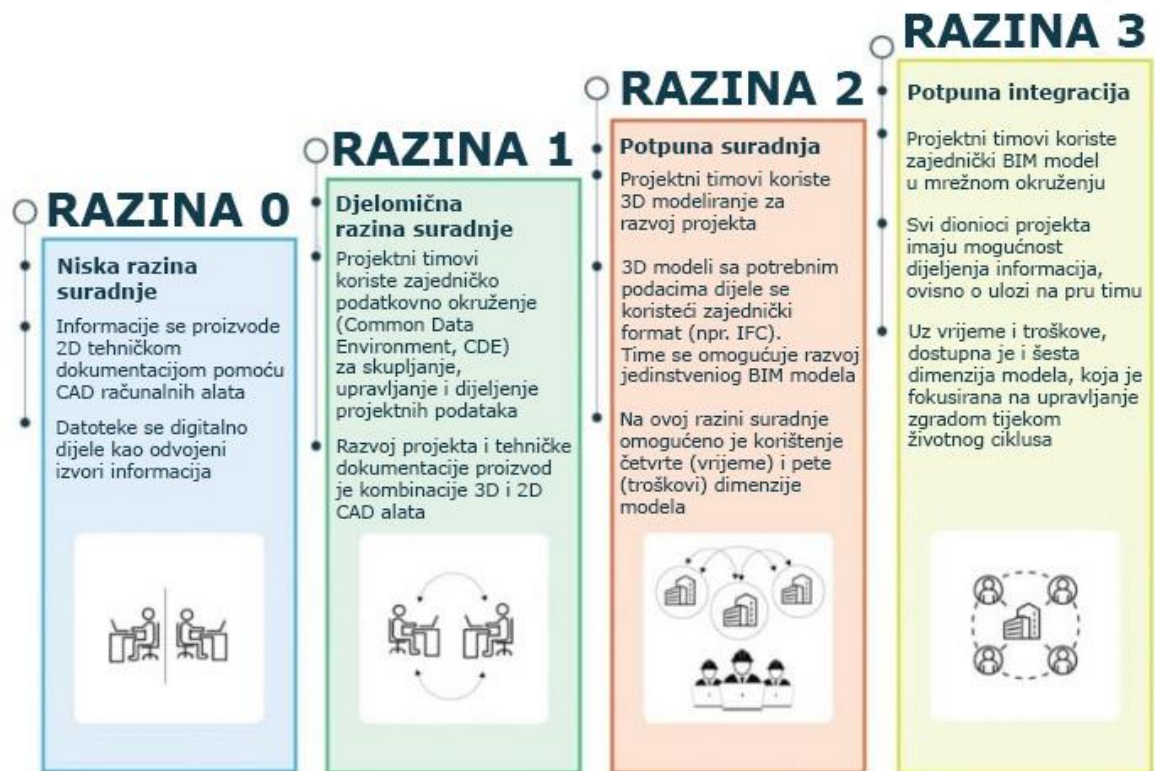 RAZINA 0
Niska razina
suradnje
Informacije se proizvode
2D tehničkom
dokumentacijom pomoću
CAD računalnih alata
Datoteke se digitalno
dijele kao odvojeni
izvori informacija
RAZINA 1
Djelomična
razina suradnje
Projektni timovi
koriste zajedničko
podatkovno okruženje
(Common Data
Environment, CDE)
za skupljanje,
upravljanje i dijeljenje
projektnih podataka
Razvoj projekta i tehničke
dokumentacije proizvod
je kombinacije 3D i 2D
CAD alata
RAZINA 2
Potpuna suradnja
Projektni timovi koriste
3D modeliranje za
razvoj projekta
3D modeli sa potrebnim
podacima dijele se
koristeći zajednički
format (npr. IFC).
Time se omogućuje razvoj
jedinstveniog BIM modela
Na ovoj razini suradnje
omogućeno je korištenje
četvrte (vrijeme) i pete
(troškovi) dimenzije
modela
RAZINA 3
Potpuna integracija
Projektni timovi koriste
zajednički BIM model
u mrežnom okruženju
Svi dionioci projekta
imaju mogućnost
dijeljenja informacija,
ovisno o ulozi na pru timu
Uz vrijeme i troškove,
dostupna je i šesta
dimenzija modela, koja je
fokusirana na upravljanje
zgradom tijekom
životnog ciklusa